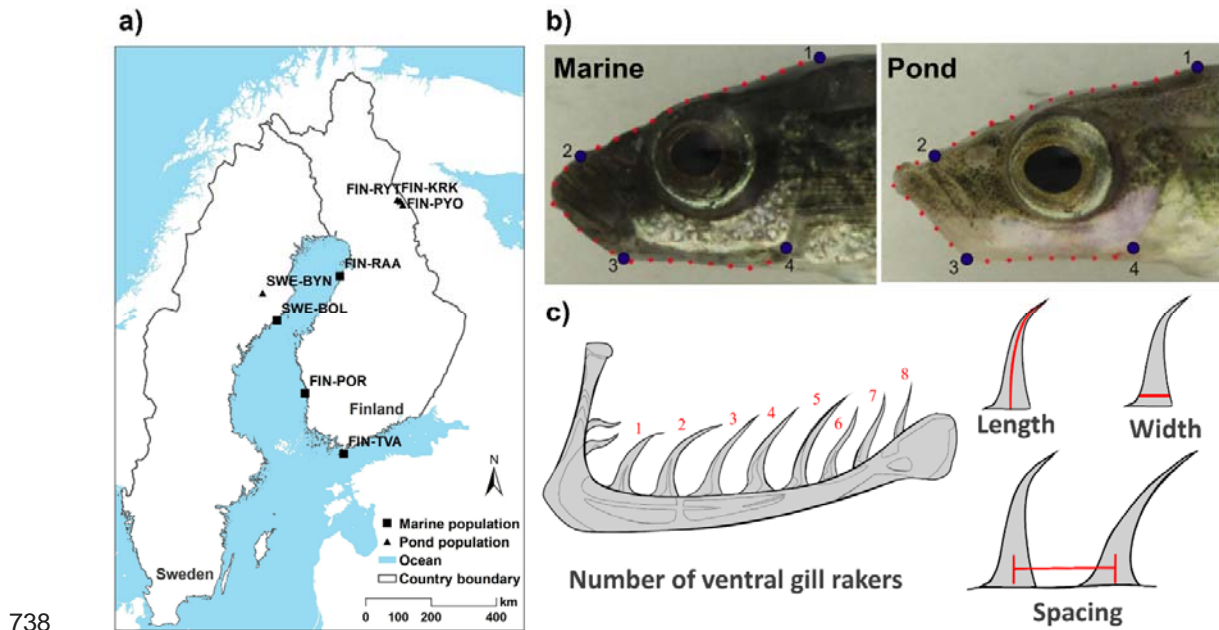 a)
FIN-RYT
FIN-KRK
FIN-PYO
FIN-RAA
SWE-BYN
SWE-BOL
FIN-POR
Finland
FIN-TVA
N
Marine population
Pond population
Ocean
Country boundary
Sweden
0 100 200 400
km
b)
Marine
1
2
3
4
Pond
1
2
3
4
c)
1 2 3 4 5 6 7 8
Number of ventral gill rakers
Length
Width
Spacing
738